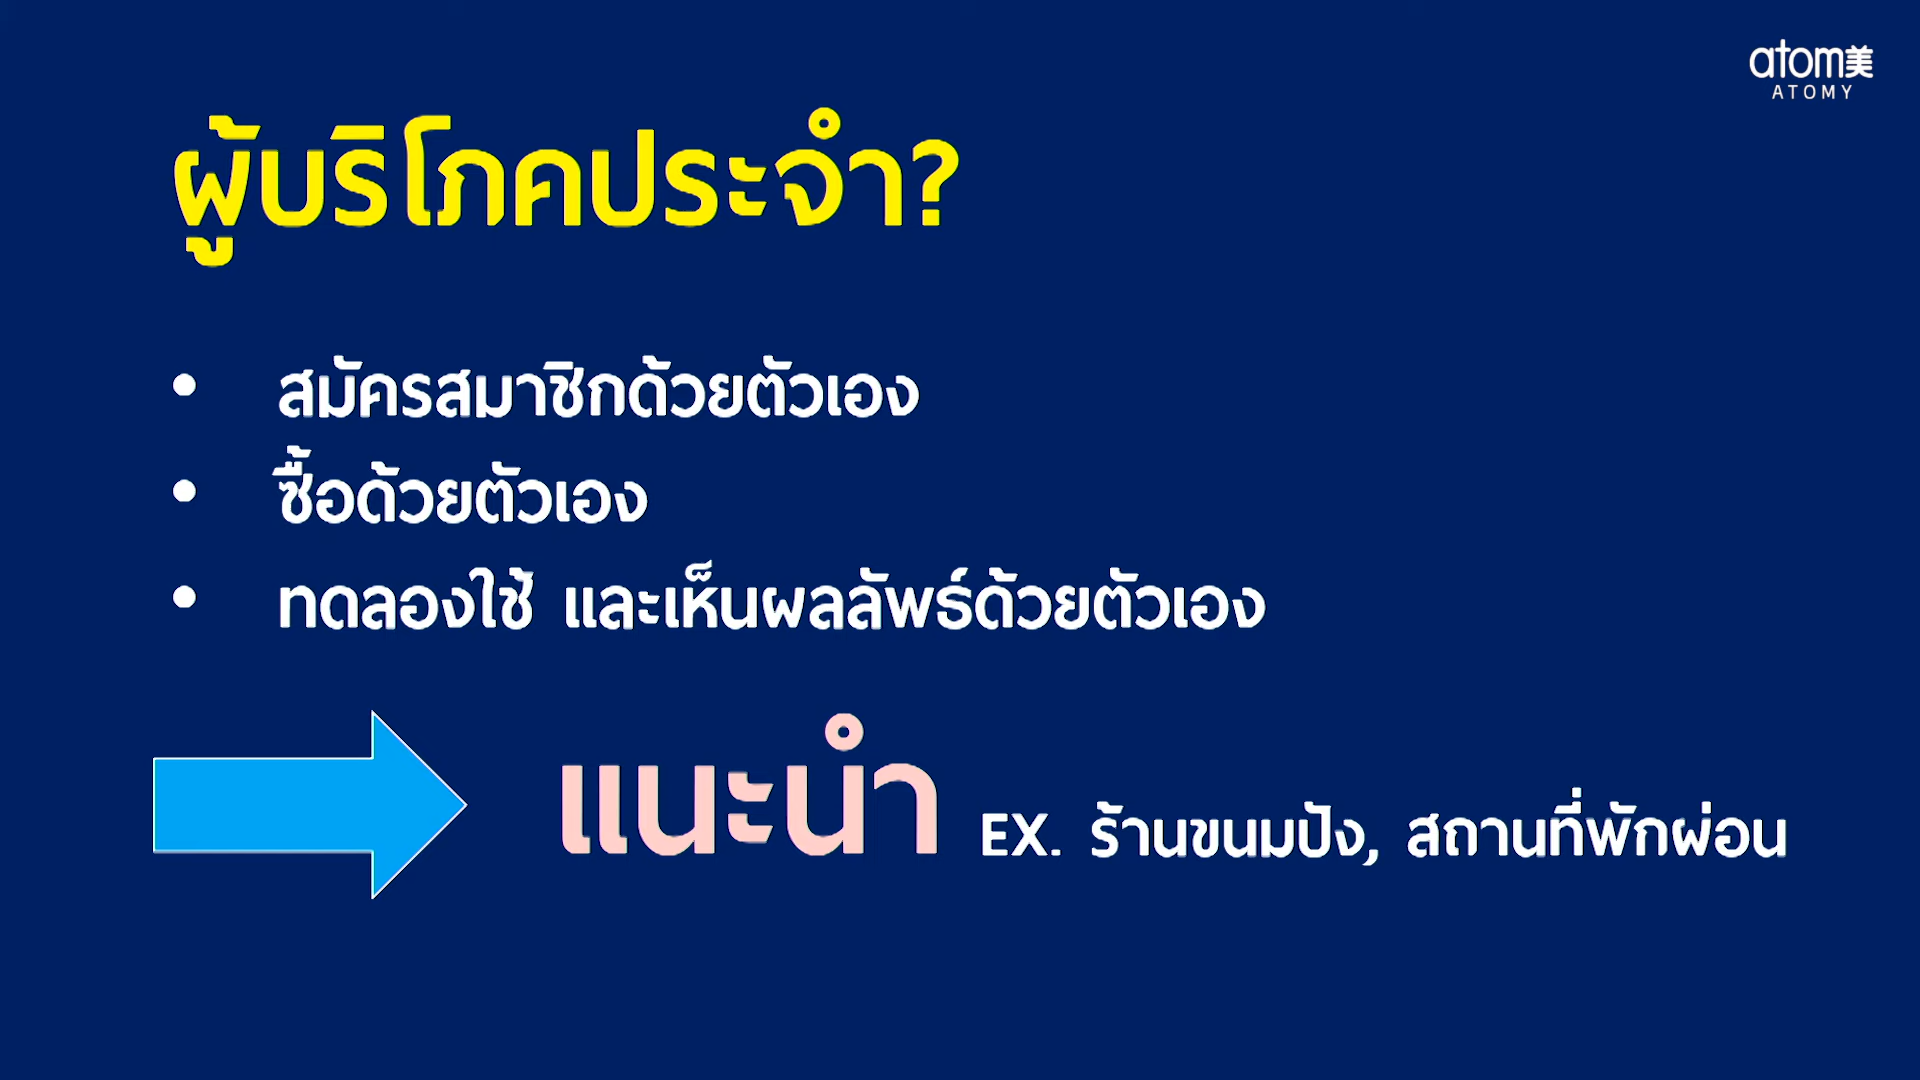 atom美
ATOMY
ผู้บริโภคประจำ?
• สมัครสมาชิกด้วยตัวเอง
• ซื้อด้วยตัวเอง
• ทดลองใช้ และเห็นผลลัพธ์ด้วยตัวเอง
แนะนำ EX. ร้านขนมปัง, สถานที่พักผ่อน